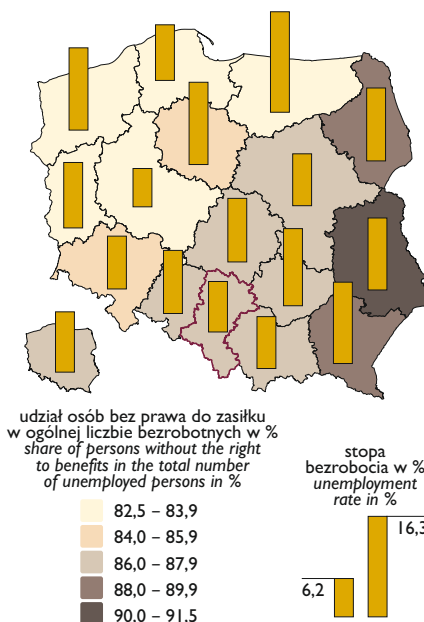 udział osób bez prawa do zasiłku
w ogólnej liczbie bezrobotnych w %
share of persons without the right
to benefits in the total number
of unemployed persons in %
82,5 – 83,9
84,0 – 85,9
86,0 – 87,9
88,0 – 89,9
90,0 – 91,5
stopa
bezrobocia w %
unemployment
rate in %
16,3
6,2